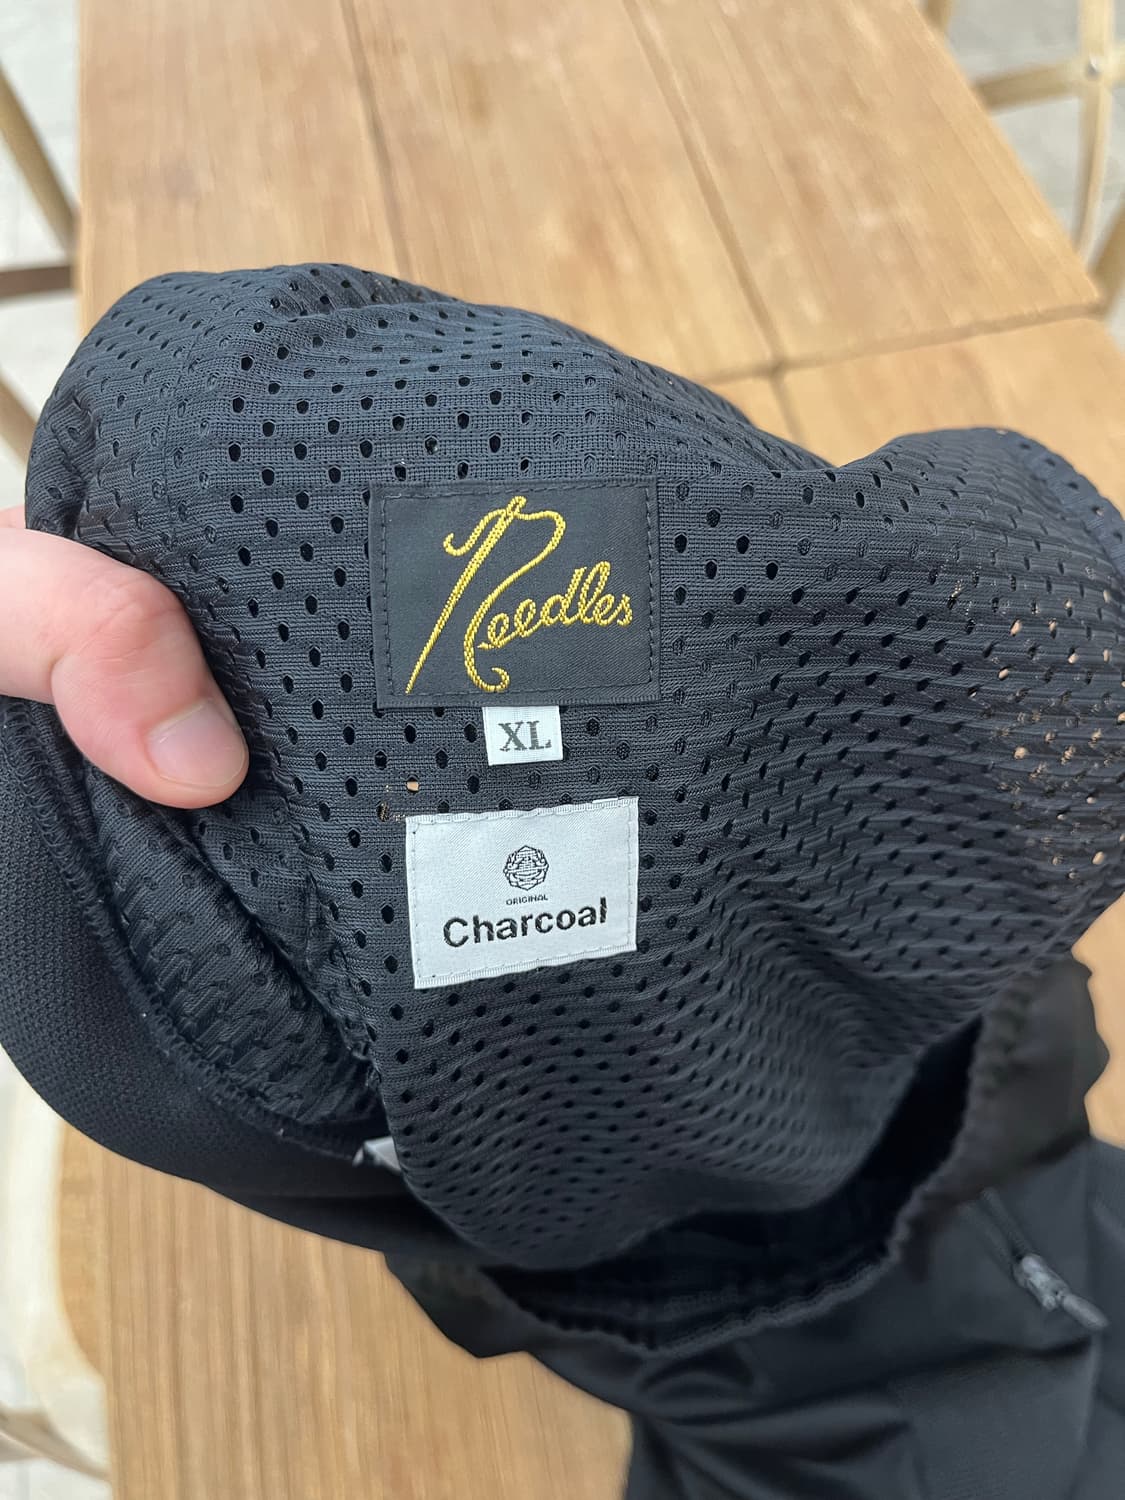 Needles
XL
ORIGINAL
Charcoal